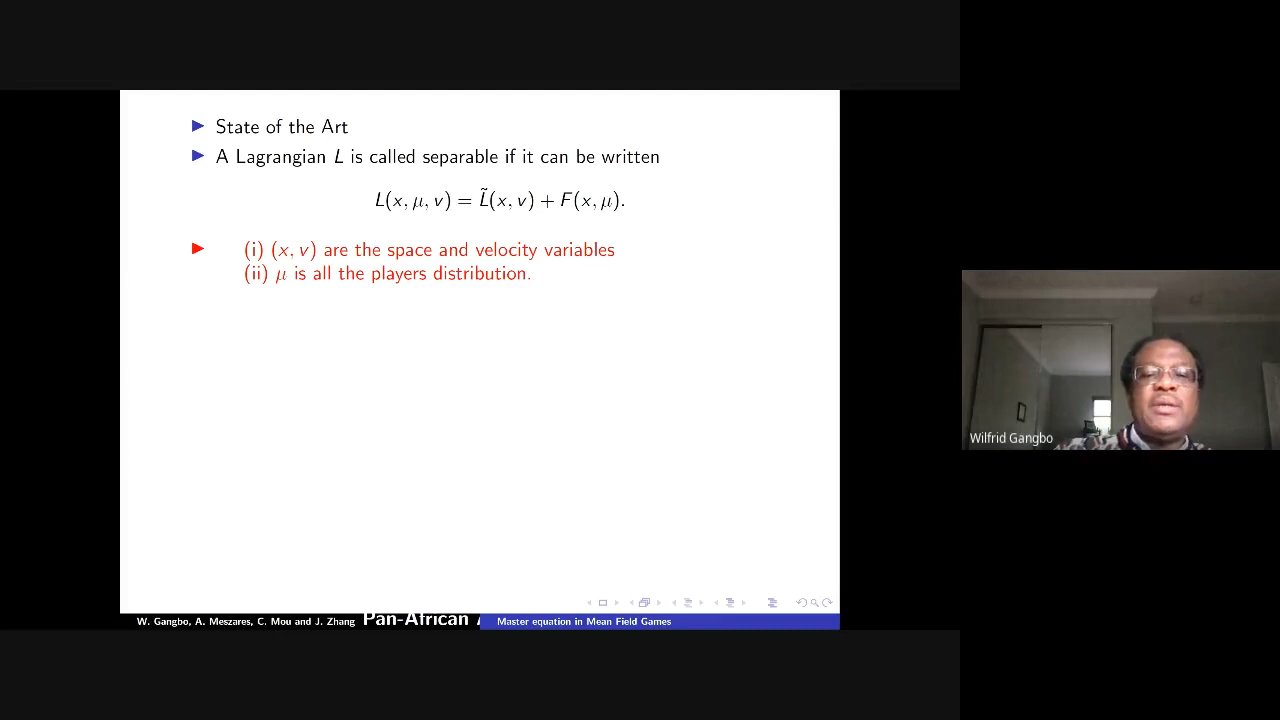 State of the Art
A Lagrangian L is called separable if it can be written
L(x, μ, v) = L̃(x, v) + F(x, μ).
(i) (x, v) are the space and velocity variables
(ii) μ is all the players distribution.
Wilfrid Gangbo
W. Gangbo, A. Meszares, C. Mou and J. Zhang Pan-African Master equation in Mean Field Games